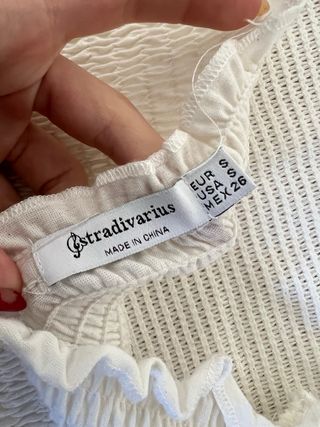 stradivarius
MADE IN CHINA
EUR S
USA S
MEX 26